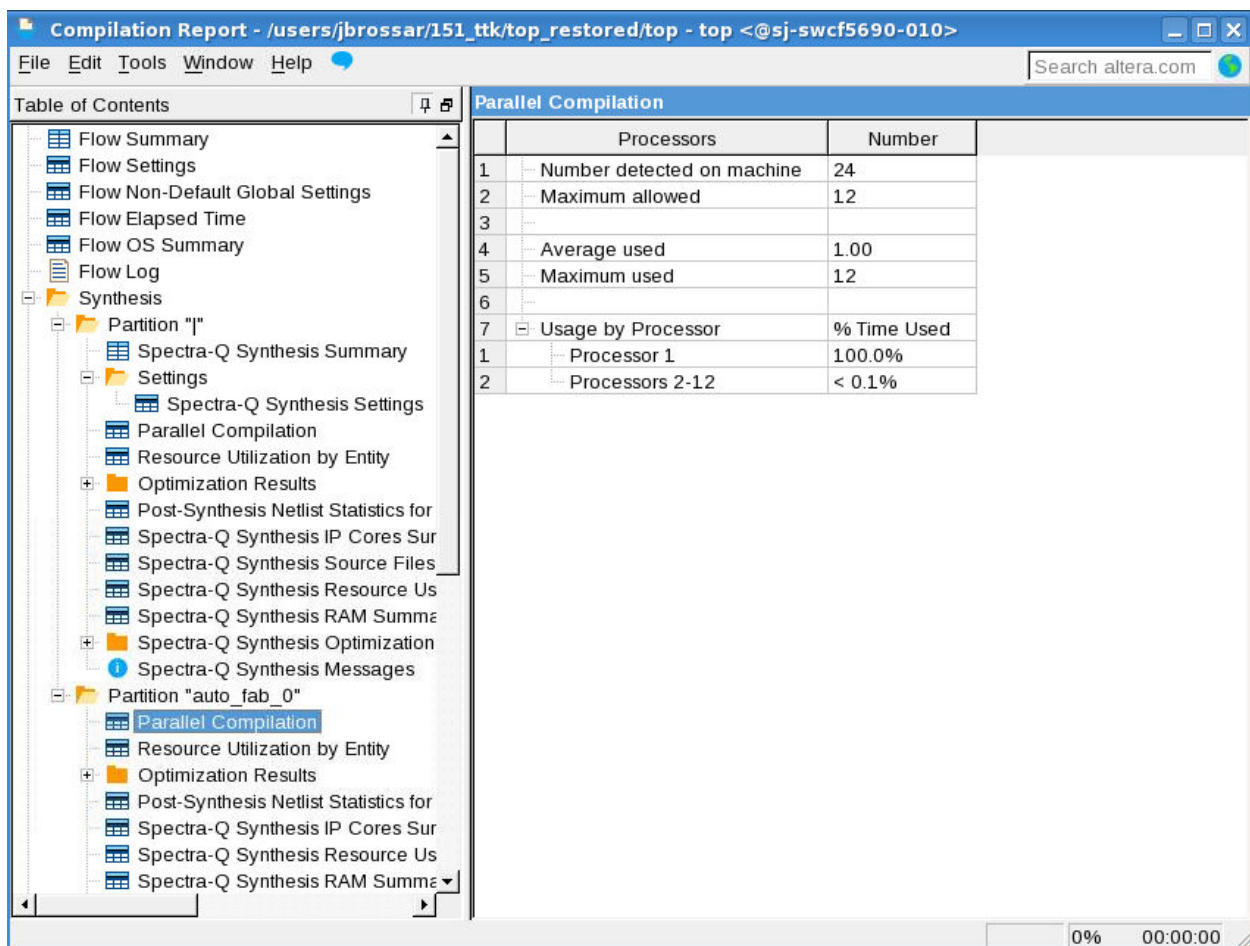 Compilation Report - /users/jbrossar/151_ttk/top_restored/top - top <@sj-swcf5690-010>
File Edit Tools Window Help
Search altera.com
Table of Contents
Flow Summary
Flow Settings
Flow Non-Default Global Settings
Flow Elapsed Time
Flow OS Summary
Flow Log
Synthesis
Partition "|"
Spectra-Q Synthesis Summary
Settings
Spectra-Q Synthesis Settings
Parallel Compilation
Resource Utilization by Entity
Optimization Results
Post-Synthesis Netlist Statistics for
Spectra-Q Synthesis IP Cores Sur
Spectra-Q Synthesis Source Files
Spectra-Q Synthesis Resource Us
Spectra-Q Synthesis RAM Summa
Spectra-Q Synthesis Optimization
Spectra-Q Synthesis Messages
Partition "auto_fab_0"
Parallel Compilation
Resource Utilization by Entity
Optimization Results
Post-Synthesis Netlist Statistics for
Spectra-Q Synthesis IP Cores Sur
Spectra-Q Synthesis Resource Us
Spectra-Q Synthesis RAM Summa
Parallel Compilation
Processors Number
1 Number detected on machine 24
2 Maximum allowed 12
3
4 Average used 1.00
5 Maximum used 12
6
7 Usage by Processor % Time Used
1 Processor 1 100.0%
2 Processors 2-12 < 0.1%
0% 00:00:00